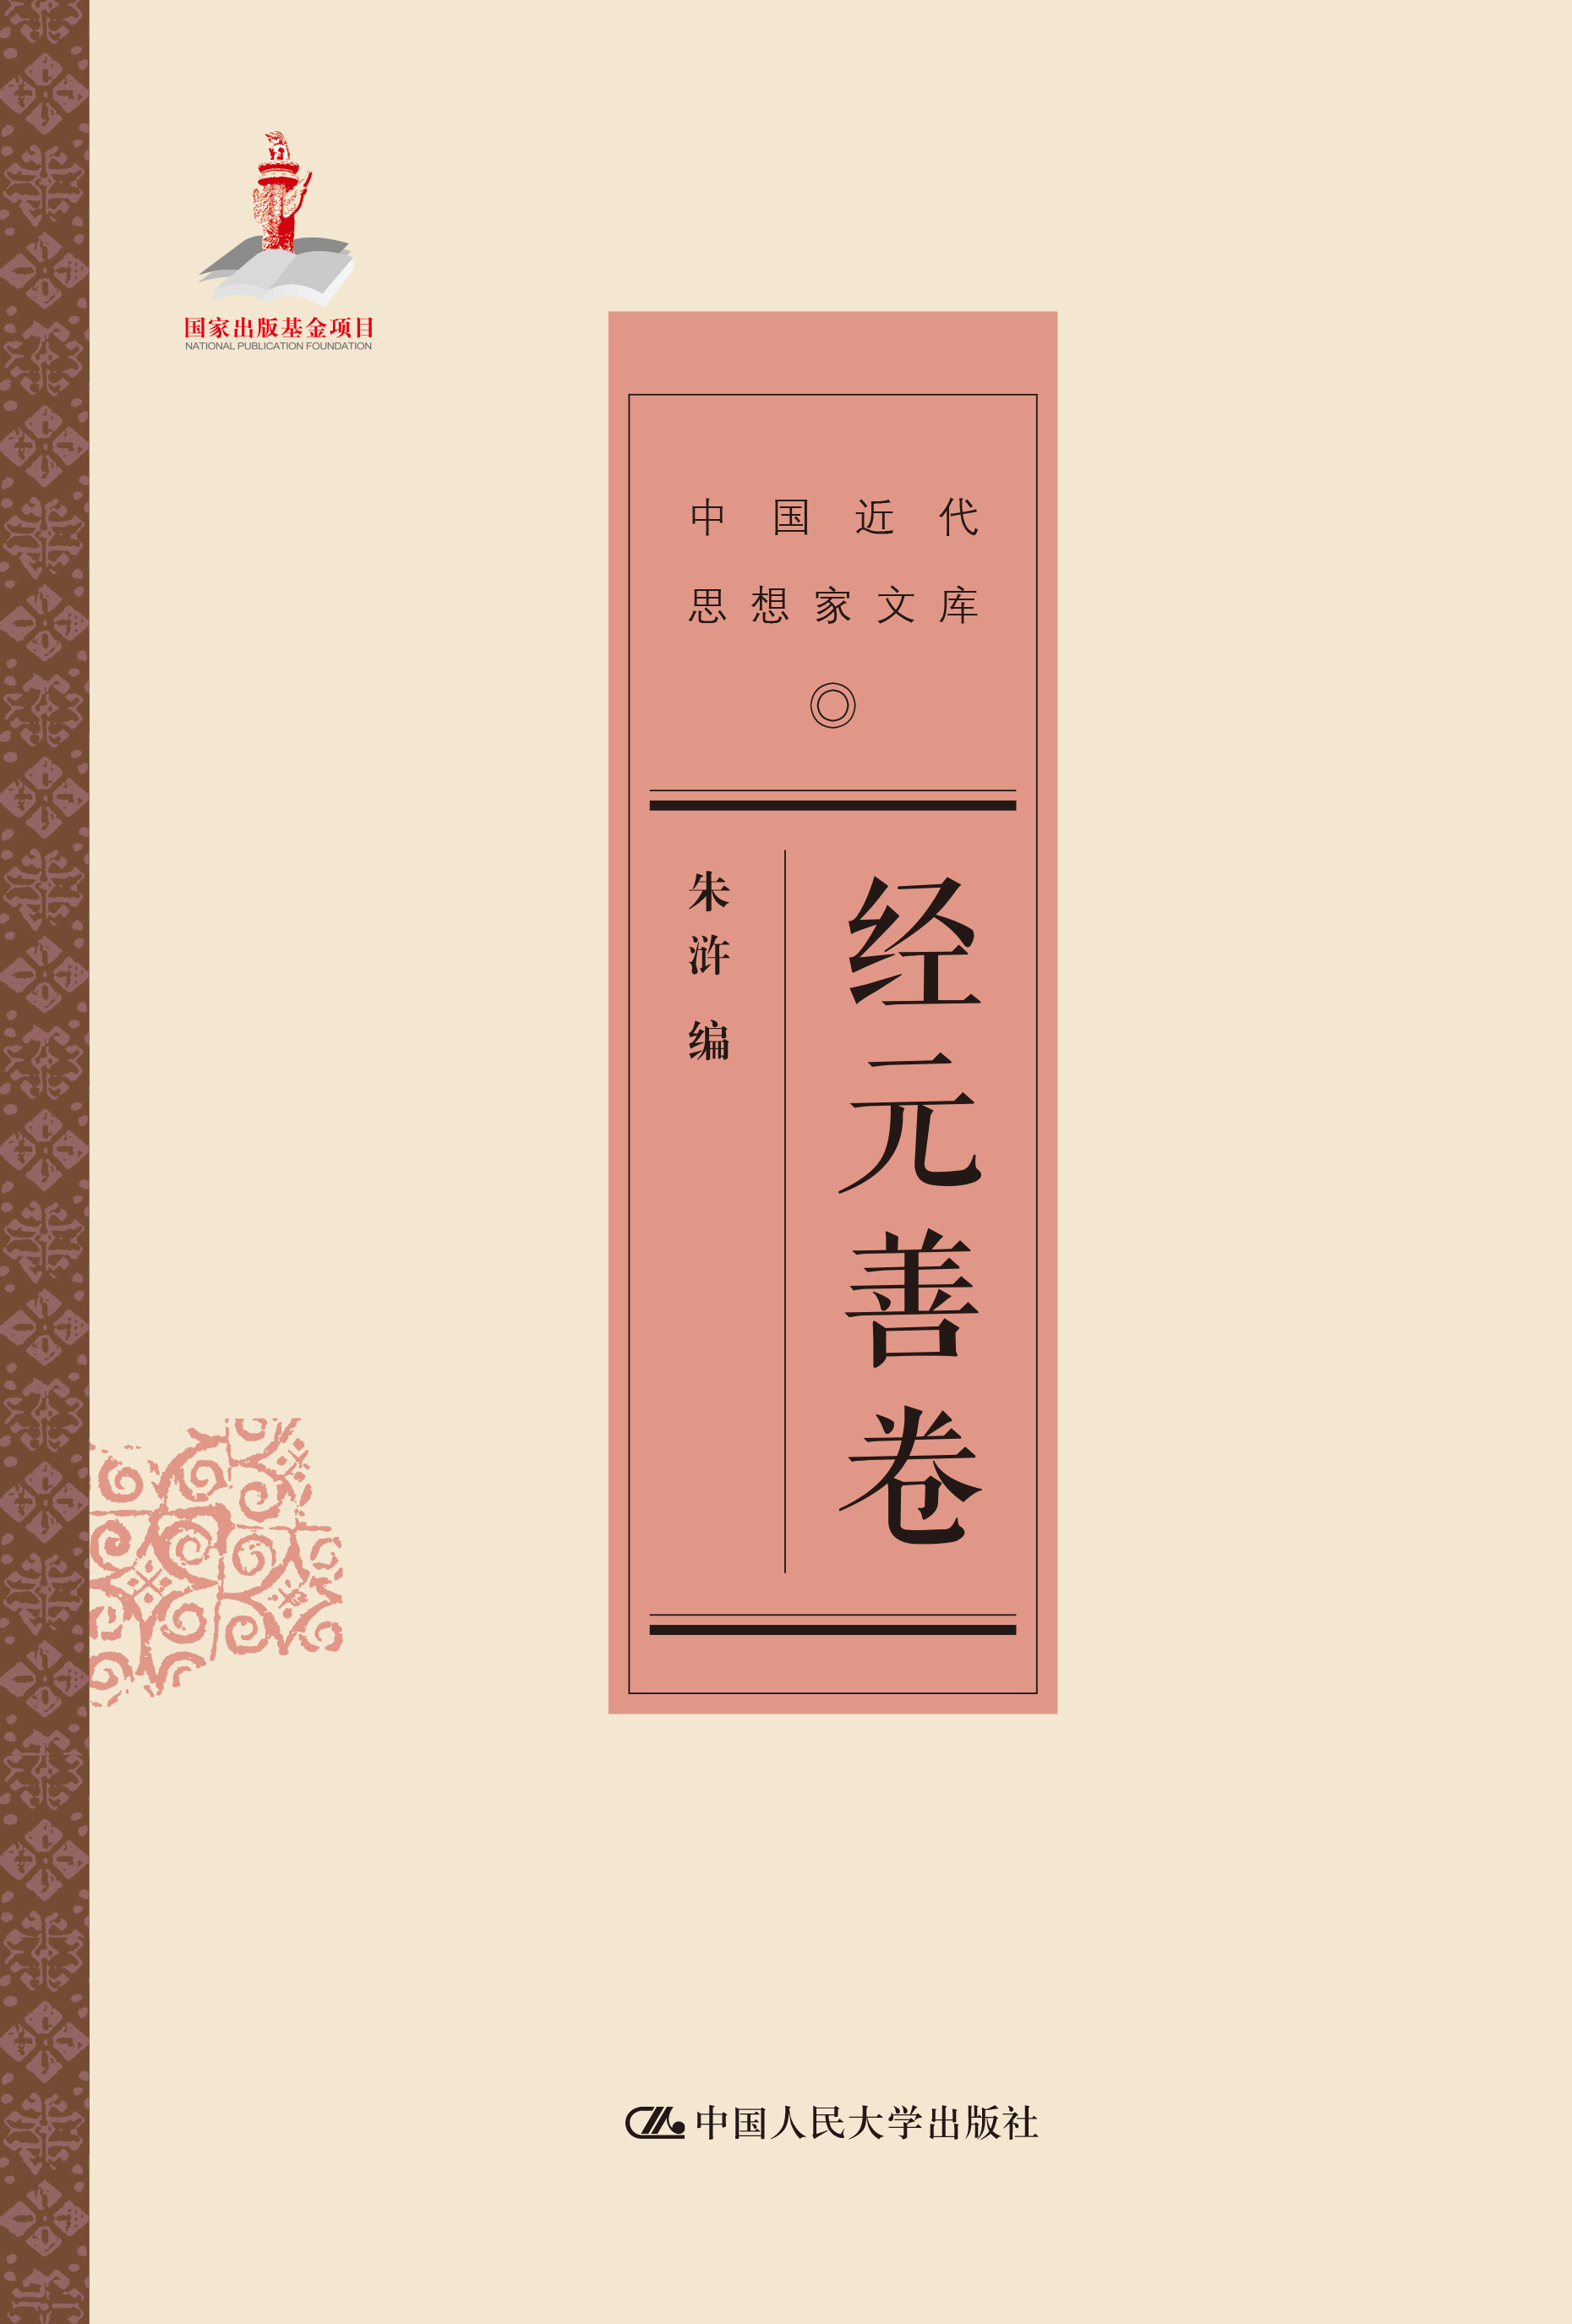 国家出版基金项目
NATIONAL PUBLICATION FOUNDATION
中国近代
思想家文库
经元善卷
朱浒 编
中国人民大学出版社